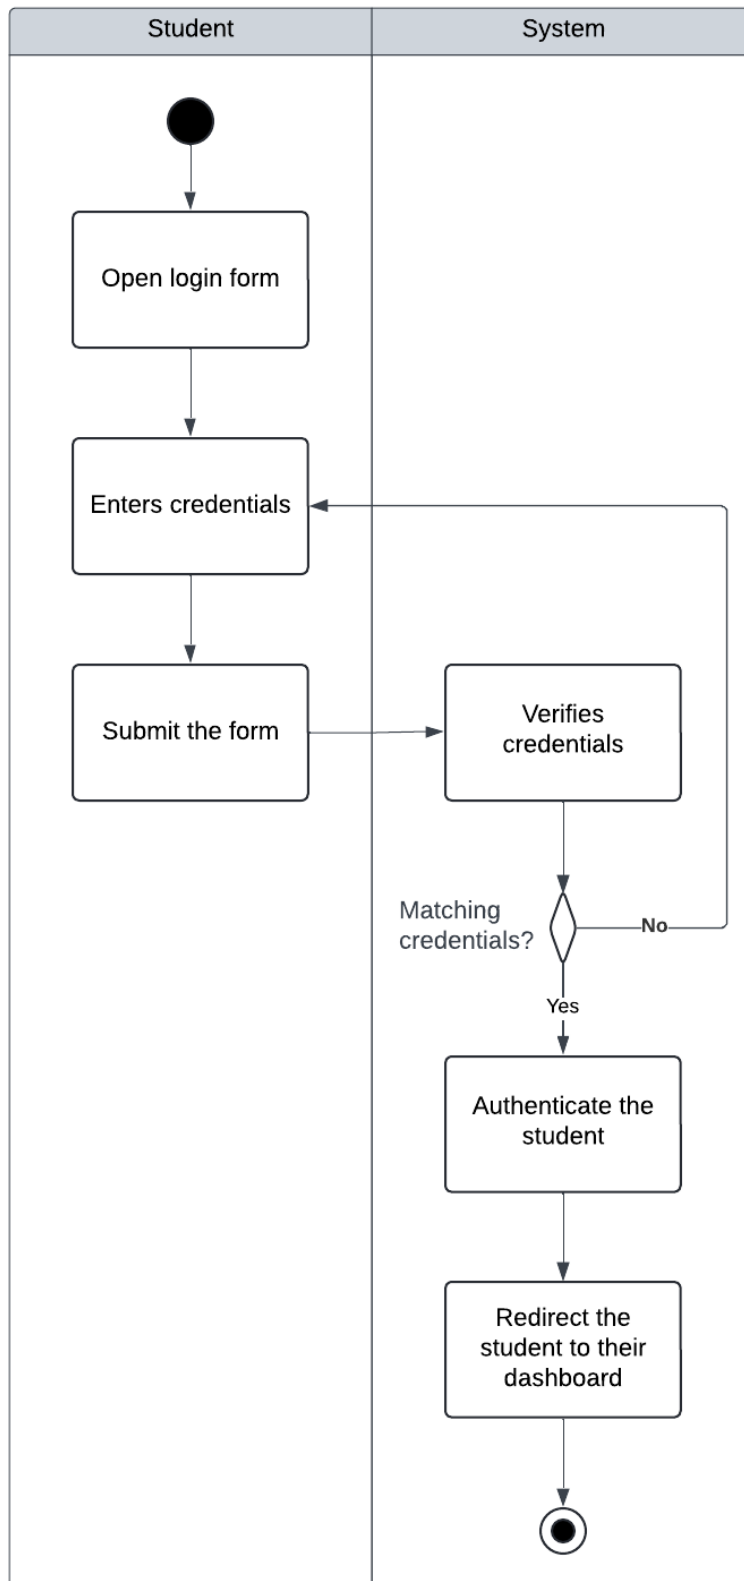 Student
System
Open login form
Enters credentials
Submit the form
Verifies
credentials
Matching
credentials?
No
Yes
Authenticate the
student
Redirect the
student to their
dashboard